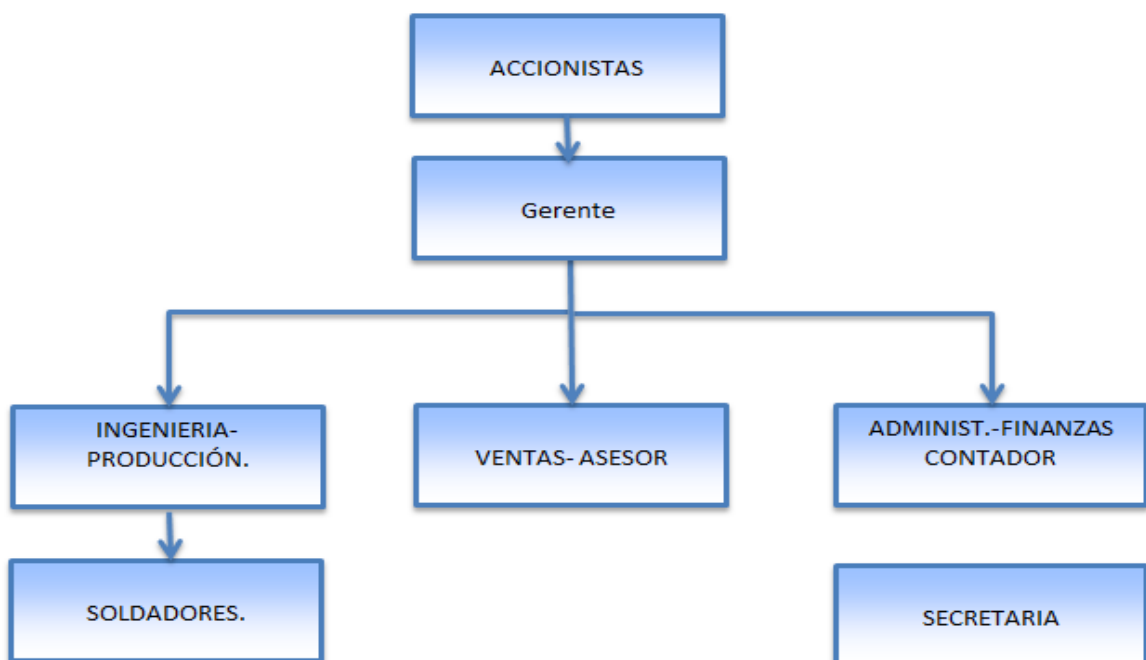 ACCIONISTAS
Gerente
INGENIERIA-
PRODUCCIÓN.
VENTAS- ASESOR
ADMINIST.-FINANZAS
CONTADOR
SOLDADORES.
SECRETARIA